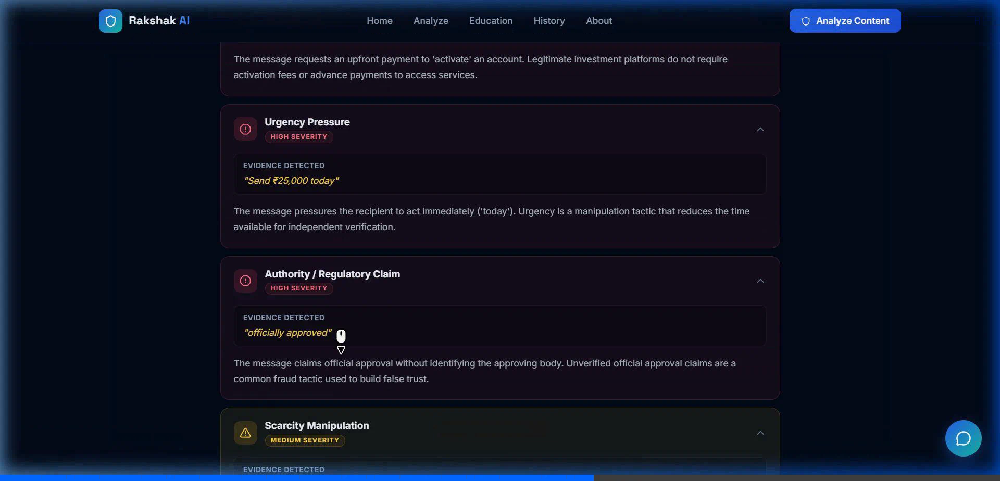 Rakshak AI
Home
Analyze
Education
History
About
Analyze Content
The message requests an upfront payment to 'activate' an account. Legitimate investment platforms do not require
activation fees or advance payments to access services.
Urgency Pressure
HIGH SEVERITY
EVIDENCE DETECTED
"Send ₹25,000 today"
The message pressures the recipient to act immediately ('today'). Urgency is a manipulation tactic that reduces the time
available for independent verification.
Authority / Regulatory Claim
HIGH SEVERITY
EVIDENCE DETECTED
"officially approved"
The message claims official approval without identifying the approving body. Unverified official approval claims are a
common fraud tactic used to build false trust.
Scarcity Manipulation
MEDIUM SEVERITY
EVIDENCE DETECTED